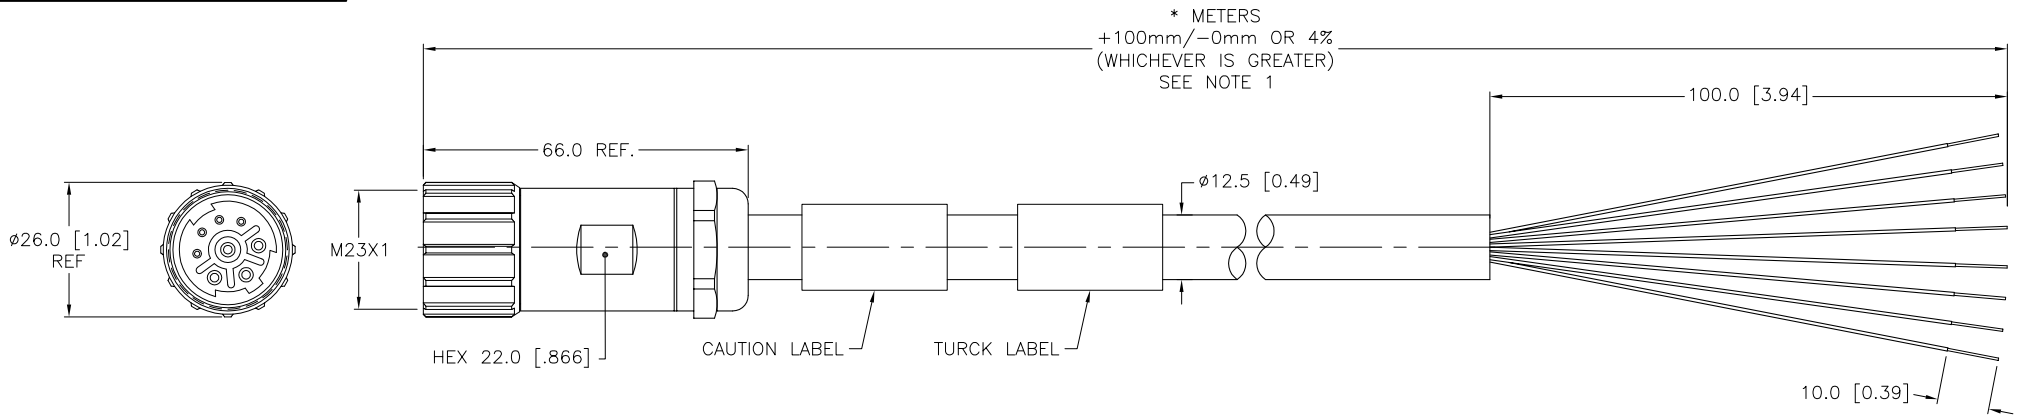 * METERS
+100mm/-0mm OR 4%
(WHICHEVER IS GREATER)
SEE NOTE 1
100.0 [3.94]
66.0 REF.
ø12.5 [0.49]
ø26.0 [1.02]
REF
M23X1
HEX 22.0 [.866]
CAUTION LABEL
TURCK LABEL
10.0 [0.39]